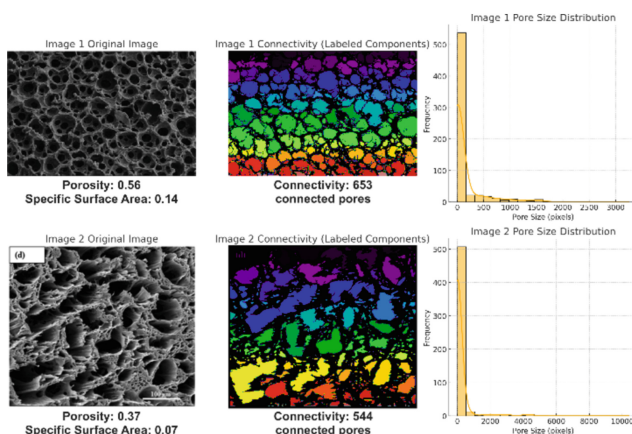 Image 1 Original Image
Image 1 Connectivity (Labeled Components)
Image 1 Pore Size Distribution
500
400
300
200
100
0
Frequency
0 500 1000 1500 2000 2500 3000
Pore Size (pixels)
Porosity: 0.56
Specific Surface Area: 0.14
Connectivity: 653
connected pores
Image 2 Original Image
Image 2 Connectivity (Labeled Components)
Image 2 Pore Size Distribution
(d)
500
400
300
200
100
0
Frequency
0 2000 4000 6000 8000 10000
Pore Size (pixels)
Porosity: 0.37
Specific Surface Area: 0.07
Connectivity: 544
connected pores